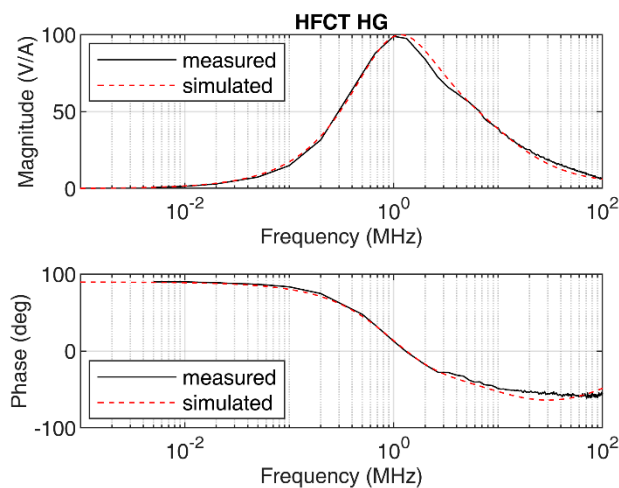 HFCT HG
Magnitude (V/A)
100
50
0
measured
simulated
10^-2
10^0
10^2
Frequency (MHz)
Phase (deg)
100
0
-100
measured
simulated
10^-2
10^0
10^2
Frequency (MHz)